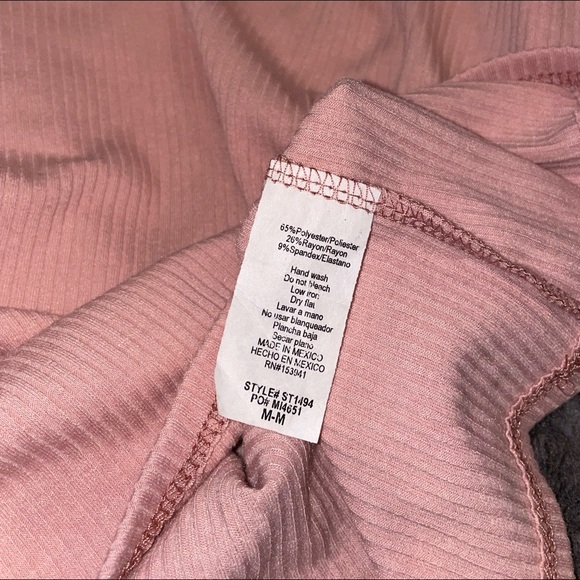 65%Polyester/Poliester
26%Rayon/Rayon
9%Spandex/Elastano
Hand wash
Do not bleach
Low iron
Dry flat
Lavar a mano
No usar blanqueador
Plancha baja
Secar plano
MADE IN MEXICO
HECHO EN MEXICO
RN#153941
STYLE# ST1494
PO# MI4651
M-M